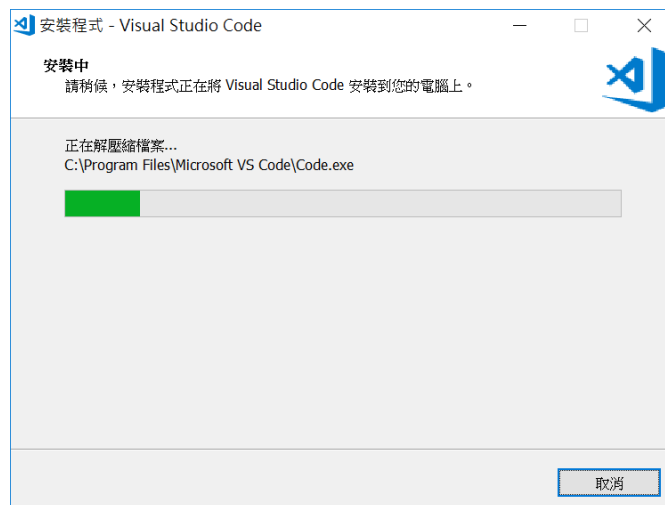 安裝程式 - Visual Studio Code
安裝中
請稍候，安裝程式正在將 Visual Studio Code 安裝到您的電腦上。
正在解壓縮檔案...
C:\Program Files\Microsoft VS Code\Code.exe
取消